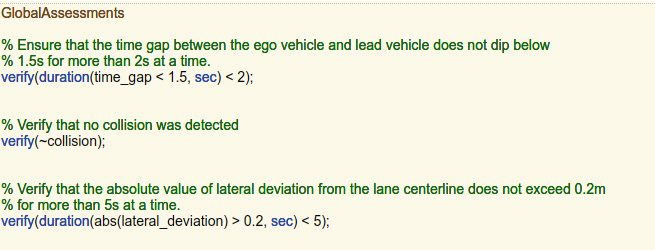 GlobalAssessments
% Ensure that the time gap between the ego vehicle and lead vehicle does not dip below
% 1.5s for more than 2s at a time.
verify(duration(time_gap < 1.5, sec) < 2);
% Verify that no collision was detected
verify(~collision);
% Verify that the absolute value of lateral deviation from the lane centerline does not exceed 0.2m
% for more than 5s at a time.
verify(duration(abs(lateral_deviation) > 0.2, sec) < 5);